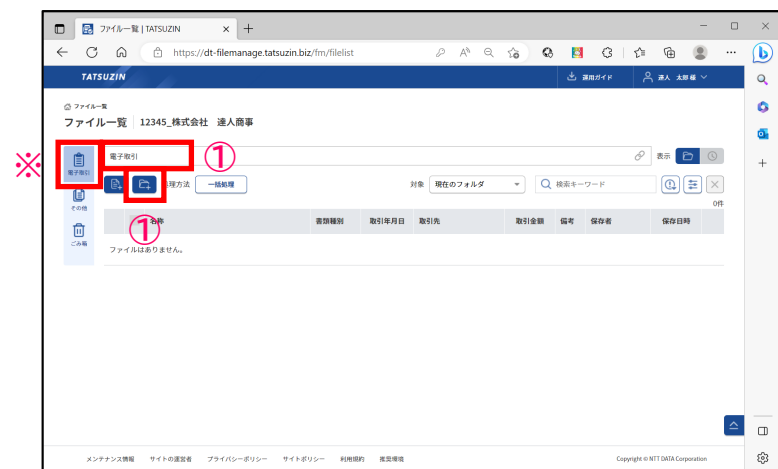 ファイル一覧 | TATSUZIN
https://dt-filemanage.tatsuzin.biz/fm/filelist
TATSUZIN
運用ガイド
達人 太郎 様
ファイル一覧
ファイル一覧 12345_株式会社 達人商事
※
電子取引
①
表示
電子取引
処理方法 一括処理
対象 現在のフォルダ
検索キーワード
その他
0件
①
名称 書類種別 取引年月日 取引先 取引金額 備考 保存者 保存日時
ごみ箱
ファイルはありません。
メンテナンス情報 サイトの運営者 プライバシーポリシー サイトポリシー 利用規約 推奨環境
Copyright © NTT DATA Corporation